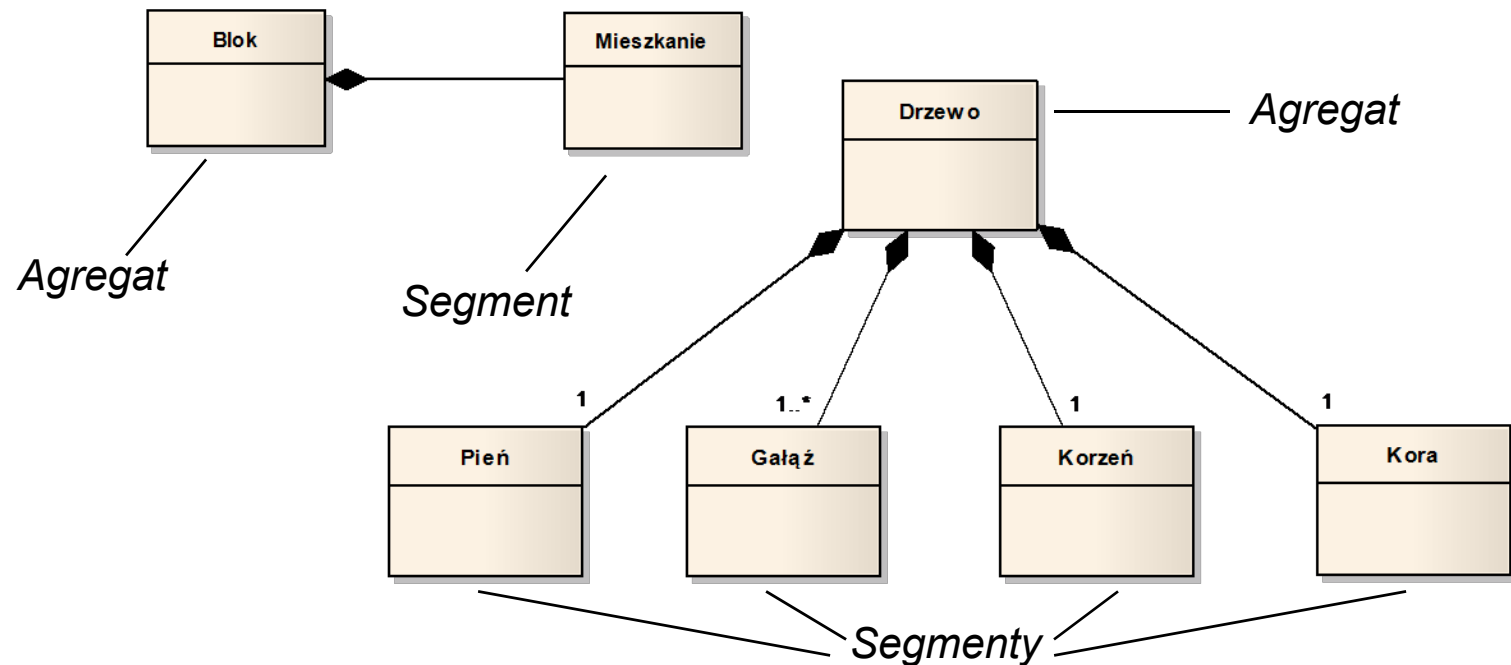 Blok
Mieszkanie
Drzewo
Agregat
Agregat
Segment
1
1..*
1
1
Pień
Gałąź
Korzeń
Kora
Segmenty